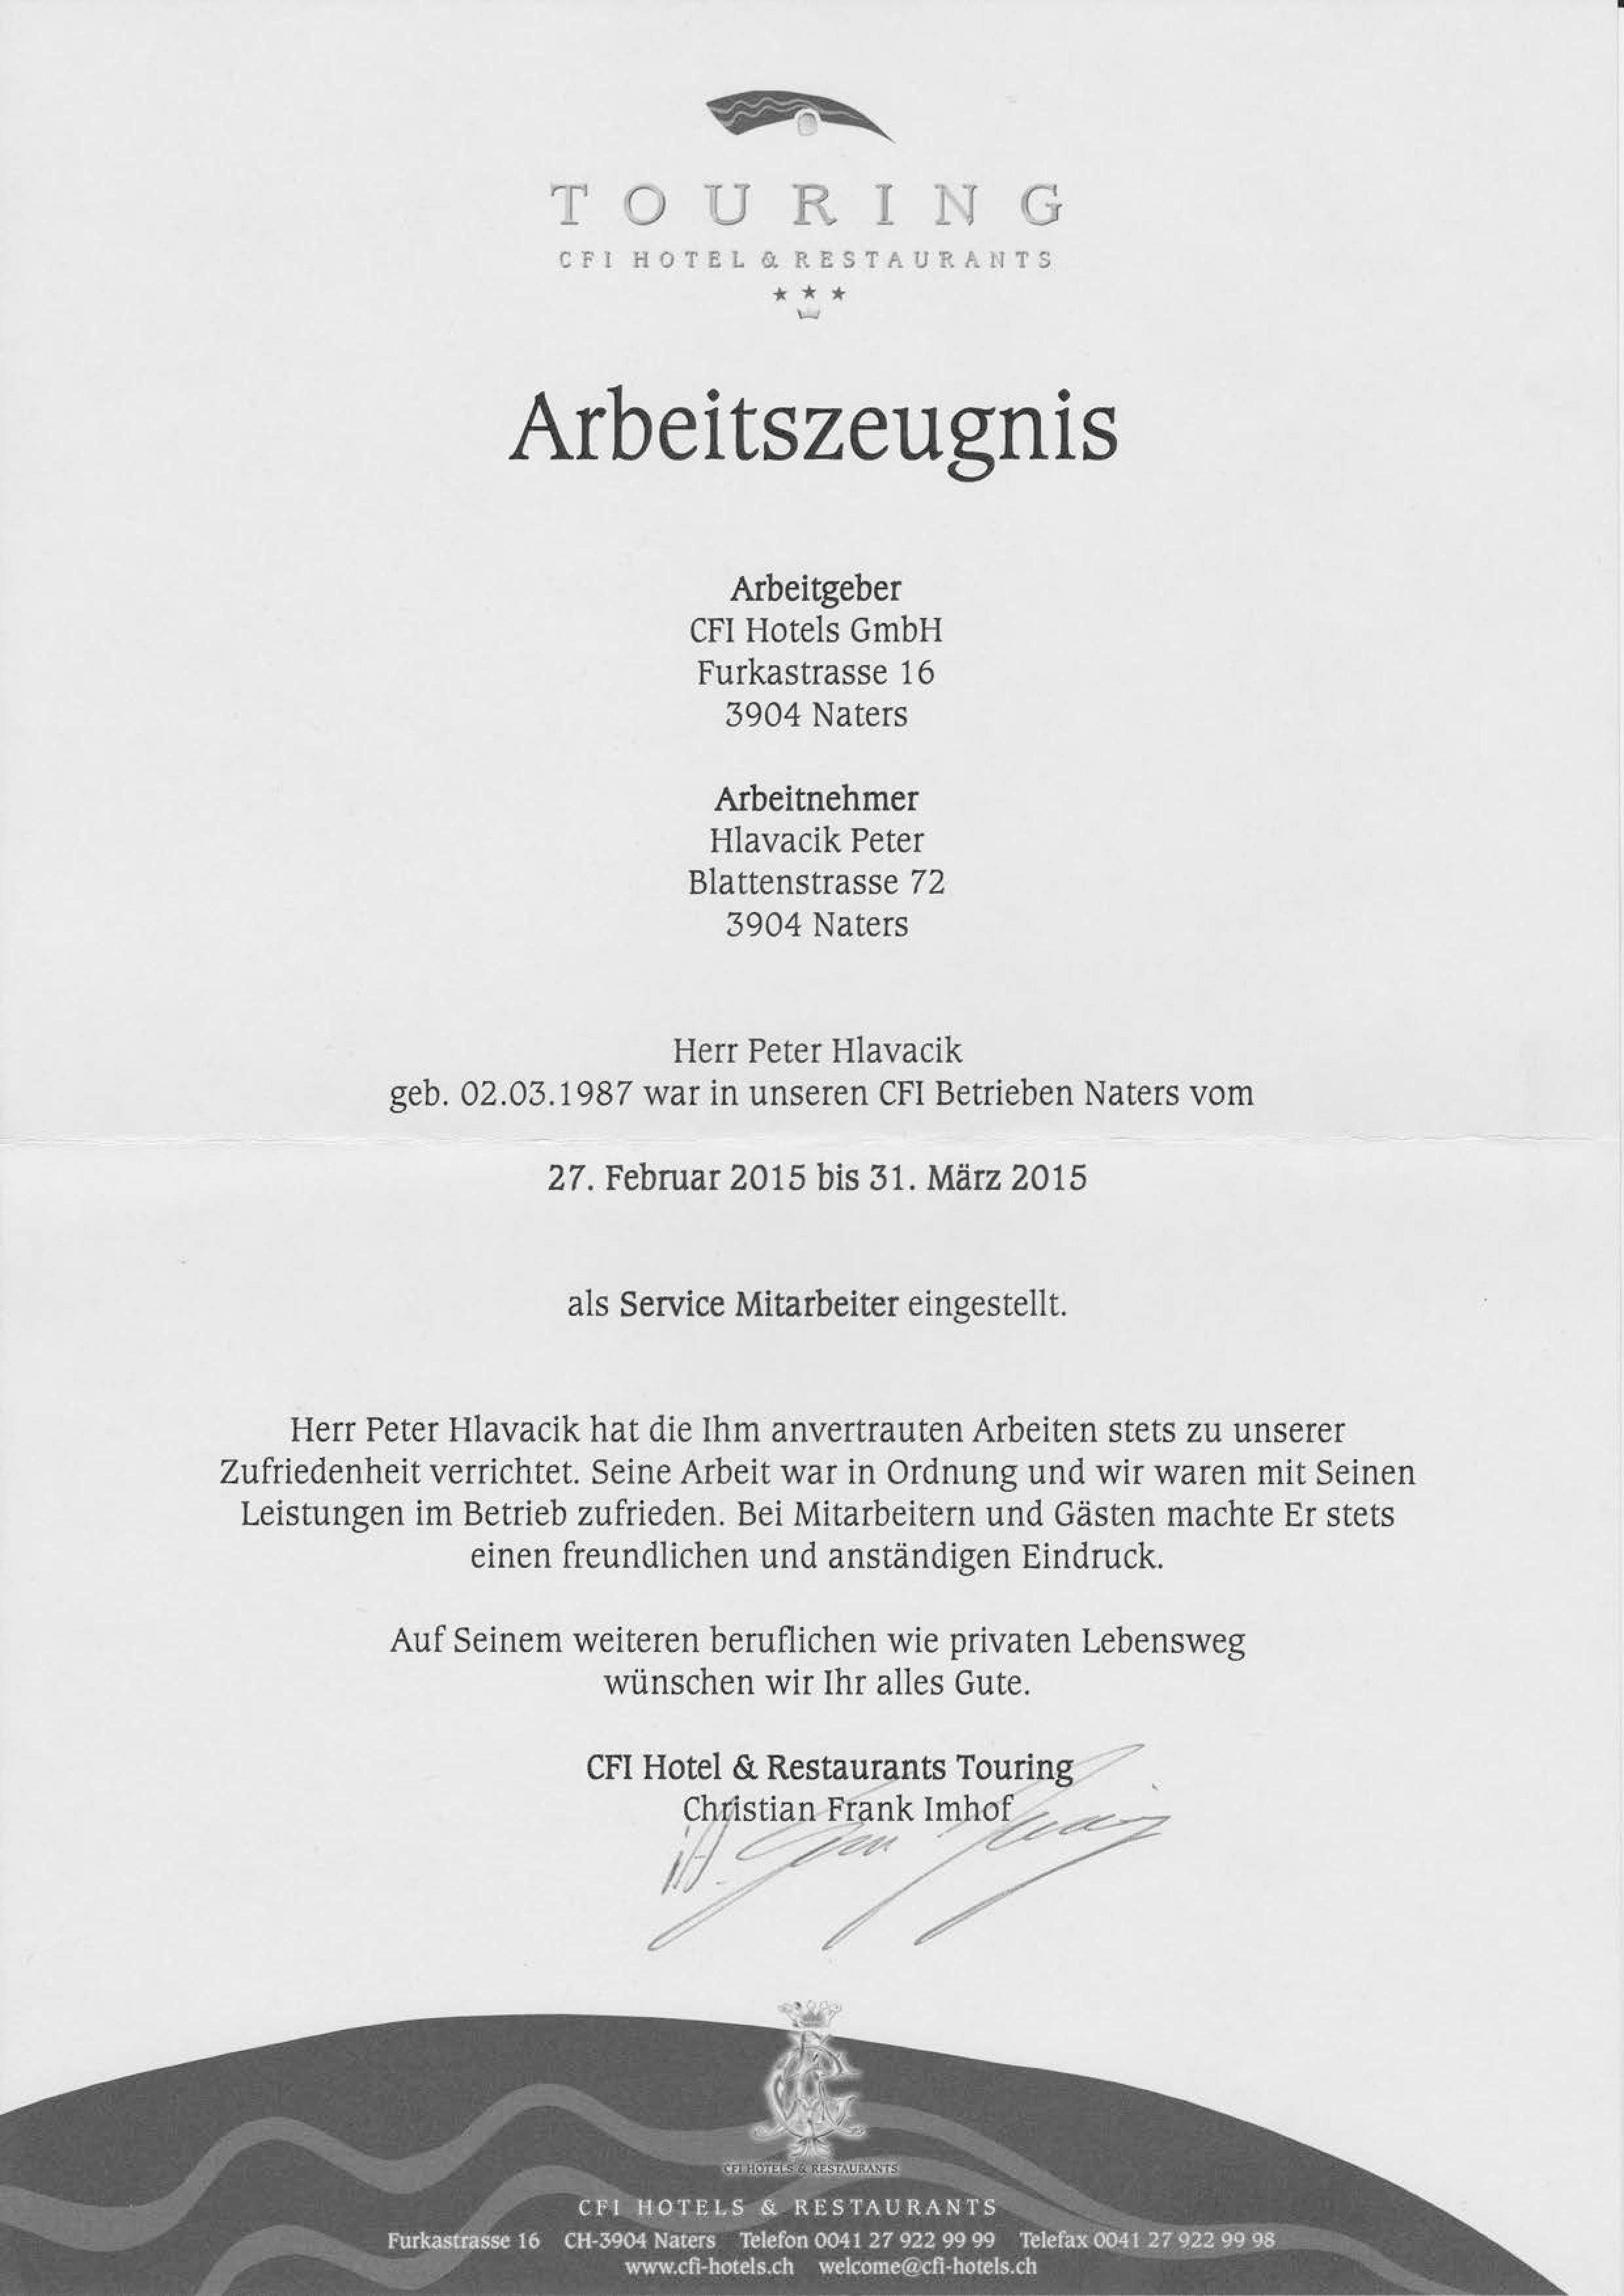 TOURING
CFI HOTEL & RESTAURANTS
Arbeitszeugnis
Arbeitgeber
CFI Hotels GmbH
Furkastrasse 16
3904 Naters
Arbeitnehmer
Hlavacik Peter
Blattenstrasse 72
3904 Naters
Herr Peter Hlavacik
geb. 02.03.1987 war in unseren CFI Betrieben Naters vom
27. Februar 2015 bis 31. März 2015
als Service Mitarbeiter eingestellt.
Herr Peter Hlavacik hat die Ihm anvertrauten Arbeiten stets zu unserer
Zufriedenheit verrichtet. Seine Arbeit war in Ordnung und wir waren mit Seinen
Leistungen im Betrieb zufrieden. Bei Mitarbeitern und Gästen machte Er stets
einen freundlichen und anständigen Eindruck.
Auf Seinem weiteren beruflichen wie privaten Lebensweg
wünschen wir Ihr alles Gute.
CFI Hotel & Restaurants Touring
Christian Frank Imhof
i.A.
CFI HOTELS & RESTAURANTS
CFI HOTELS & RESTAURANTS
Furkastrasse 16 CH-3904 Naters Telefon 0041 27 922 99 99 Telefax 0041 27 922 99 98
www.cfi-hotels.ch welcome@cfi-hotels.ch